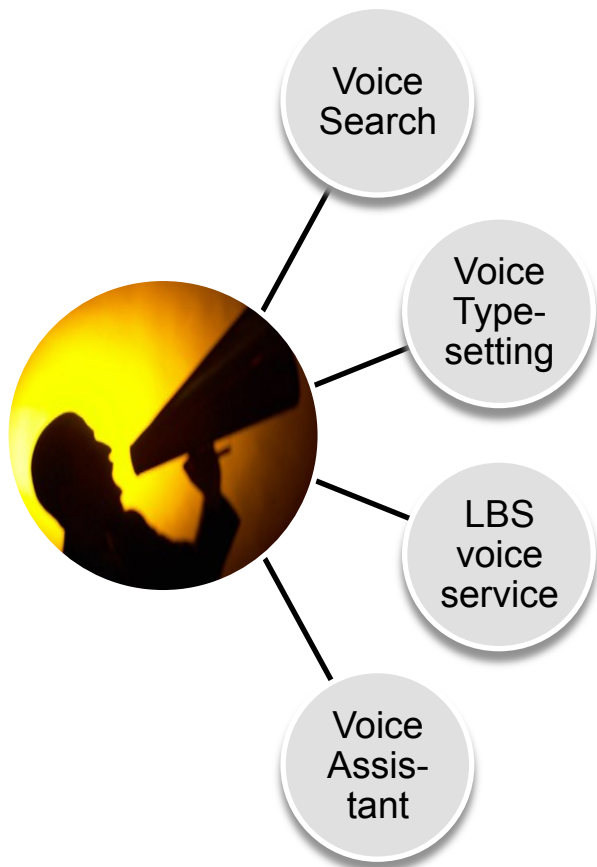 Voice
Search
Voice
Type-
setting
LBS
voice
service
Voice
Assis-
tant